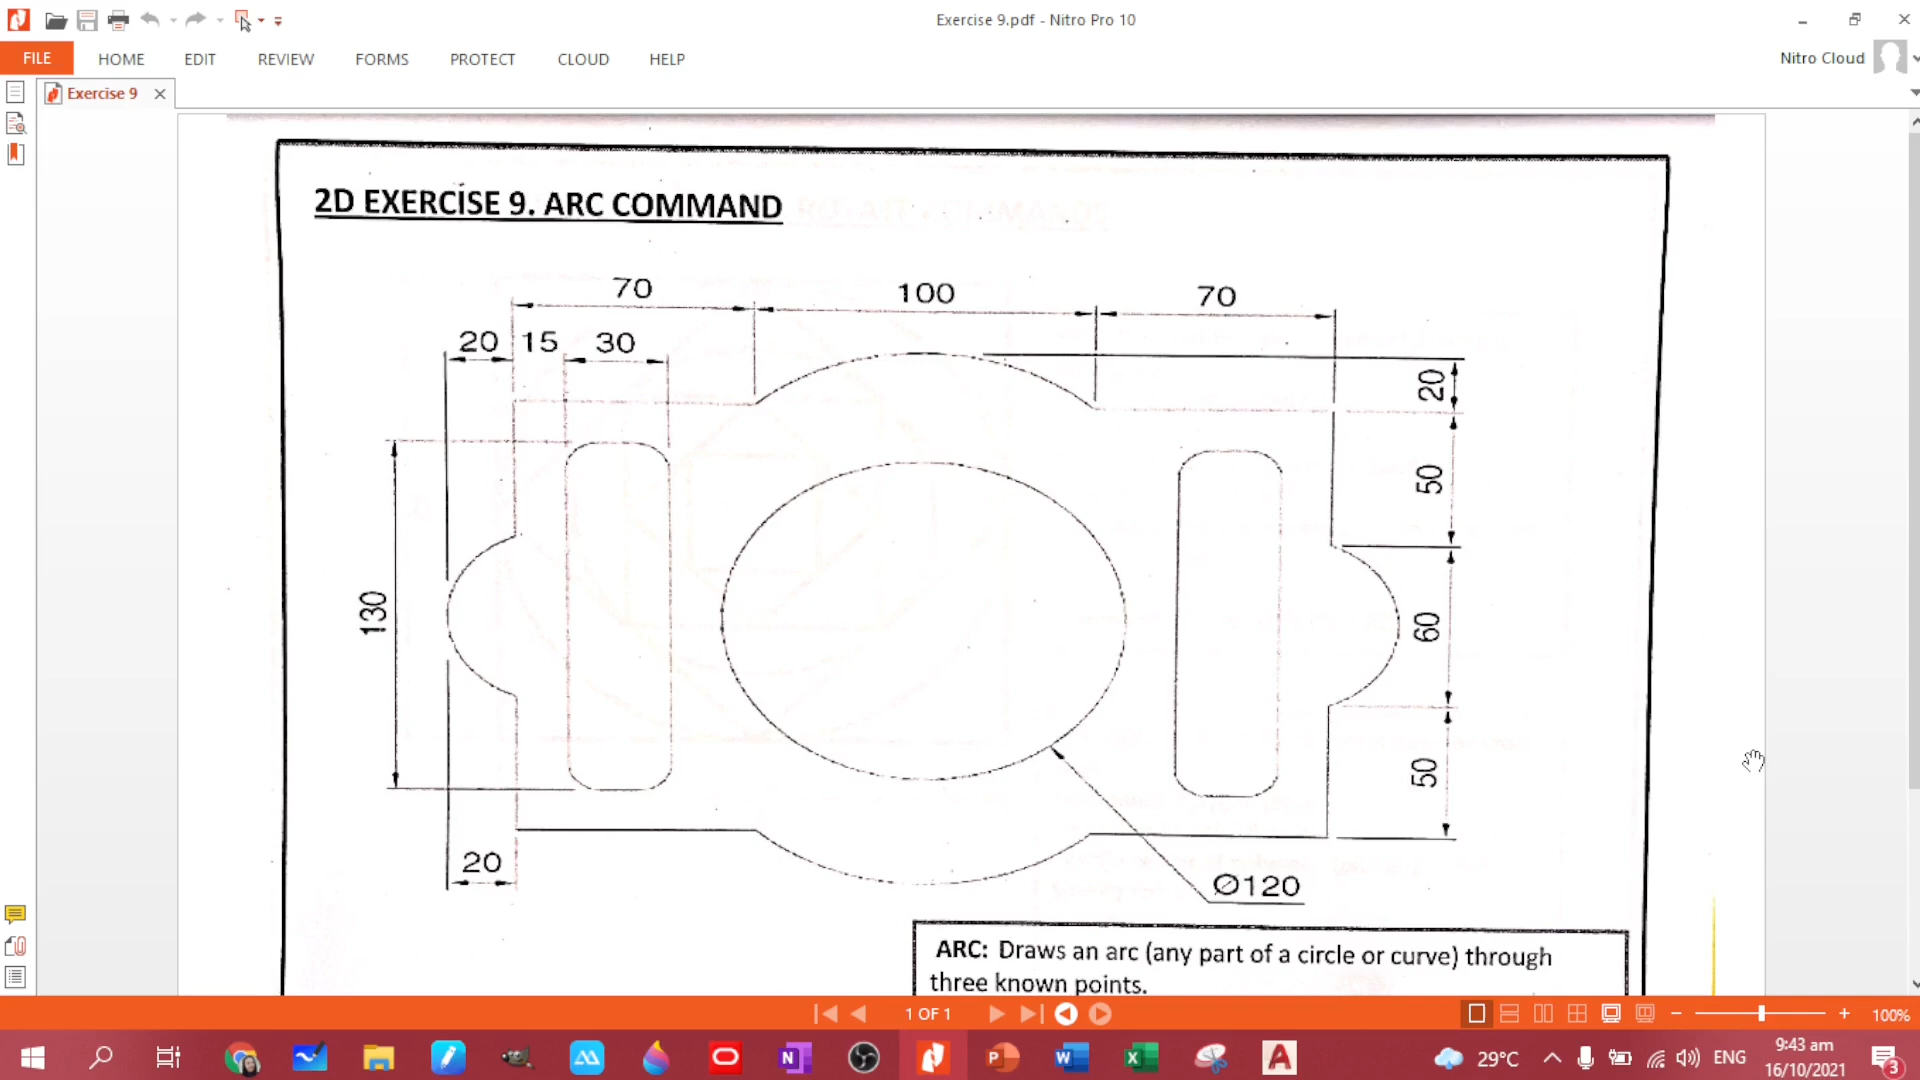 Exercise 9.pdf - Nitro Pro 10
FILE HOME EDIT REVIEW FORMS PROTECT CLOUD HELP
Nitro Cloud
Exercise 9
2D EXERCİSE 9. ARC COMMAND
70 100 70
20 15 30
20
50
130
60
50
20
Ø120
ARC: Draws an arc (any part of a circle or curve) through
three known points.
1 OF 1
100%
29°C
ENG
9:43 am
16/10/2021
3